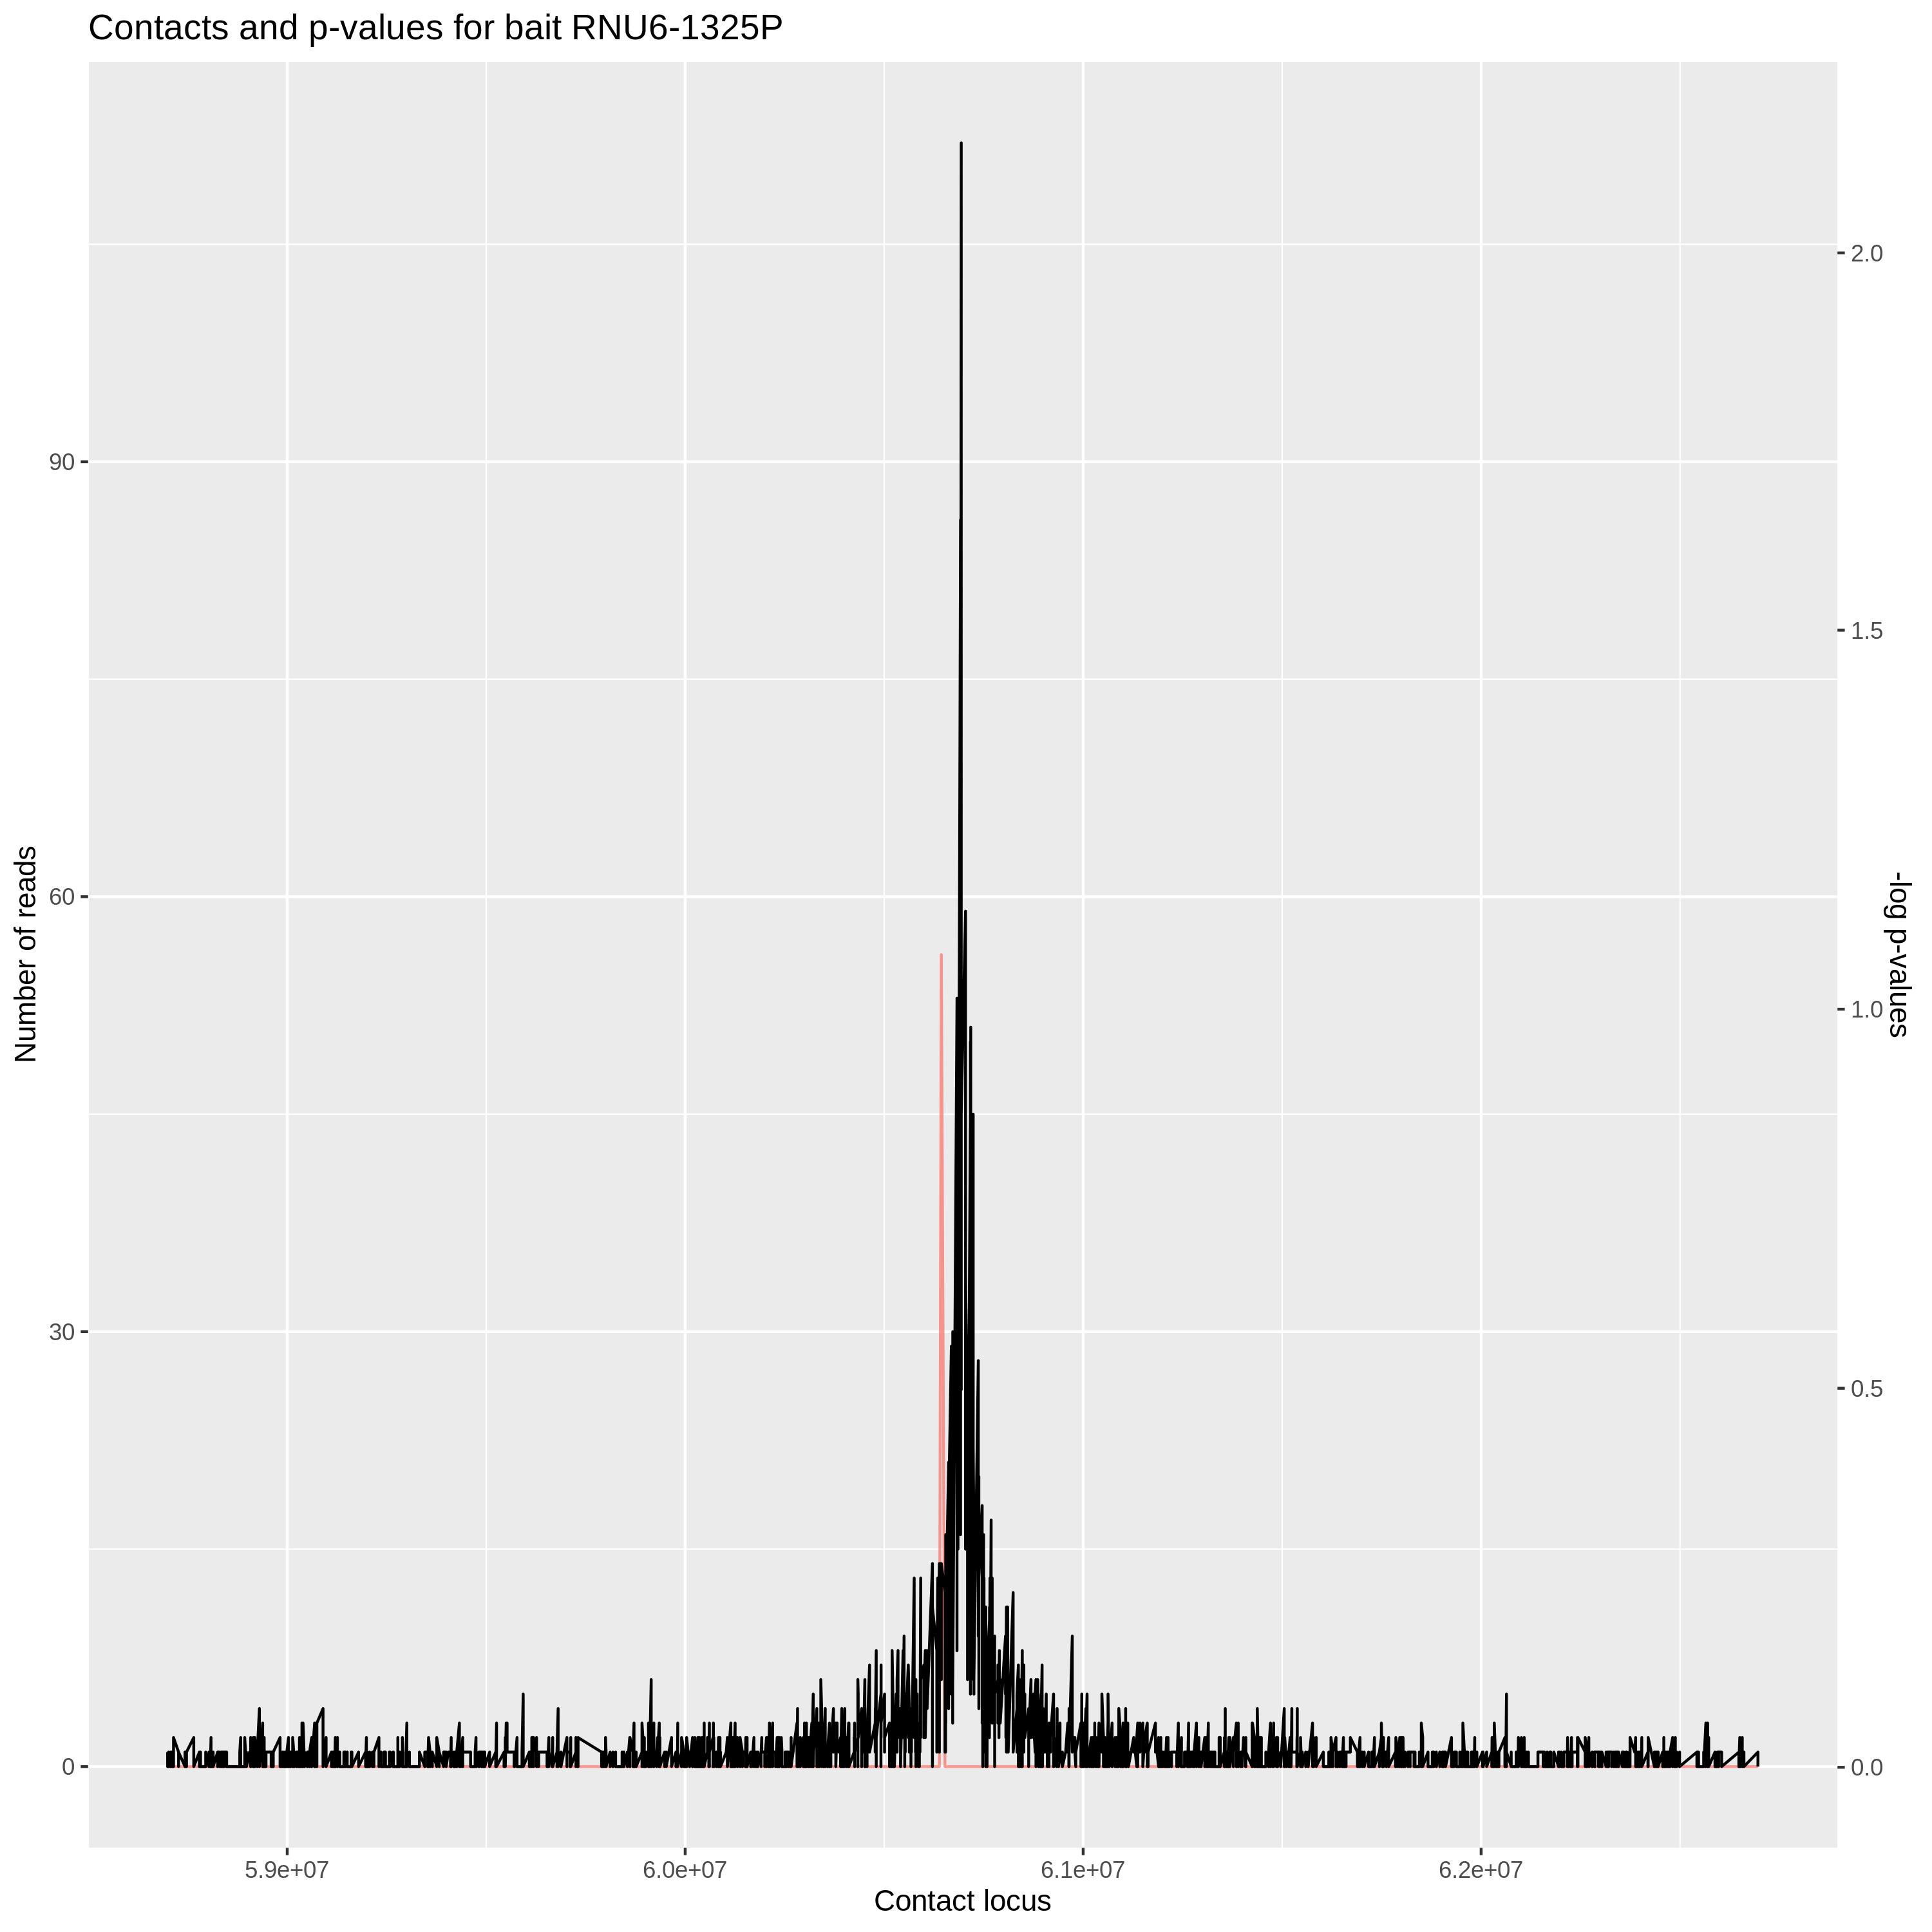 Contacts and p-values for bait RNU6-1325P
Number of reads
90
60
30
0
2.0
1.5
1.0
0.5
0.0
-log p-values
5.9e+07 6.0e+07 6.1e+07 6.2e+07
Contact locus